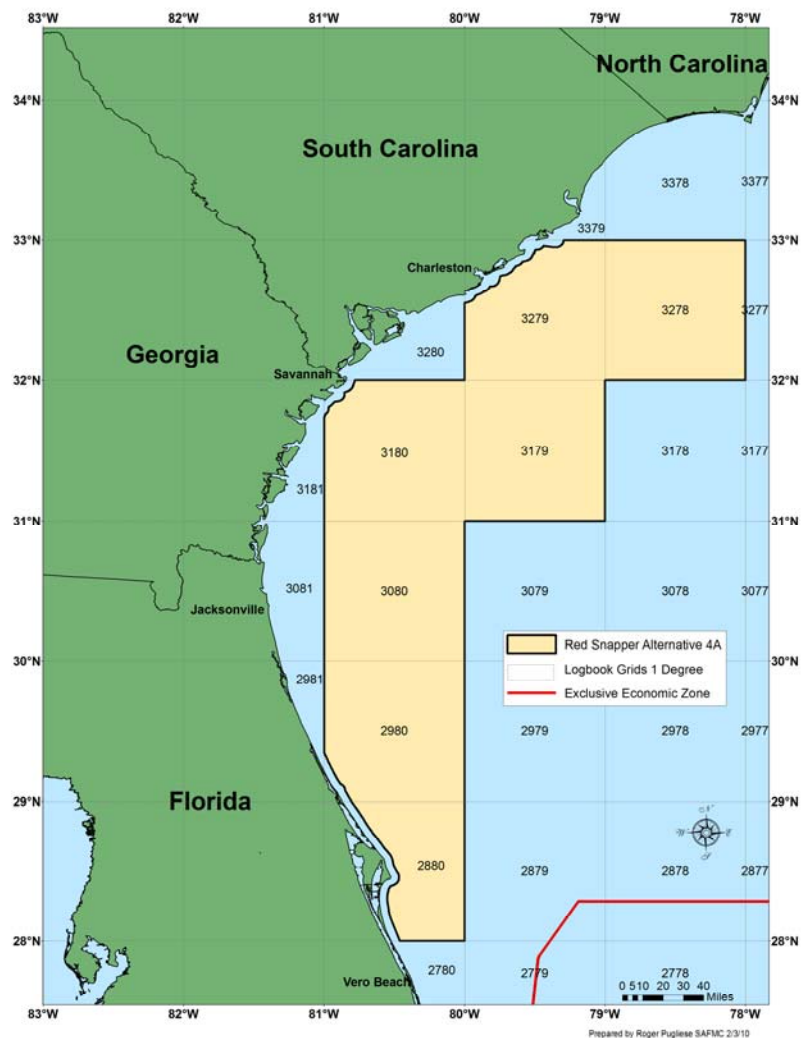 83°W 82°W 81°W 80°W 79°W 78°W
North Carolina
34°N 34°N
South Carolina
3378 3377
3379
33°N 33°N
Charleston
3279 3278 3277
Georgia
3280
Savannah
32°N 32°N
3180 3179 3178 3177
3181
31°N 31°N
3081 3080 3079 3078 3077
Jacksonville
30°N 30°N
Red Snapper Alternative 4A
Logbook Grids 1 Degree
Exclusive Economic Zone
2981
2980 2979 2978 2977
29°N 29°N
Florida
N
W E
S
2880 2879 2878 2877
28°N 28°N
2780 2779 2778
Vero Beach
0 5 10 20 30 40
Miles
83°W 82°W 81°W 80°W 79°W 78°W
Prepared by Roger Pugliese SAFMC 2/3/10